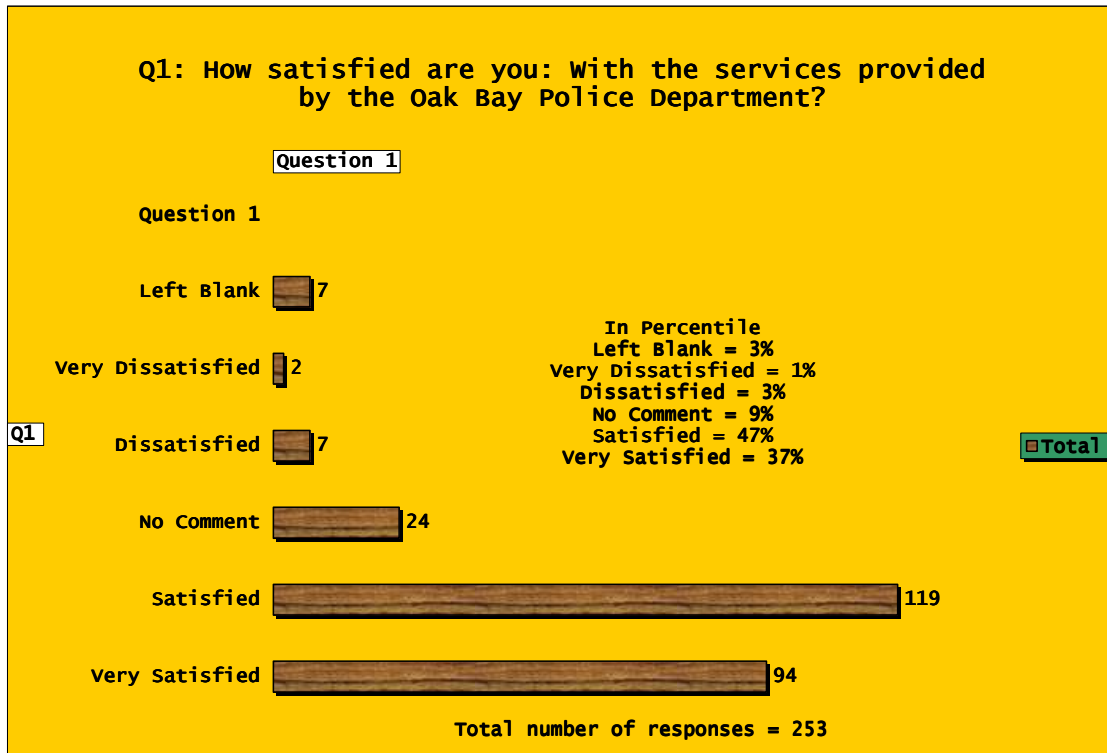 Q1: How satisfied are you: With the services provided
by the Oak Bay Police Department?
Question 1
Question 1
Left Blank 7
Very Dissatisfied 2
Dissatisfied 7
No Comment 24
Satisfied 119
Very Satisfied 94
In Percentile
Left Blank = 3%
Very Dissatisfied = 1%
Dissatisfied = 3%
No Comment = 9%
Satisfied = 47%
Very Satisfied = 37%
Q1
Total
Total number of responses = 253